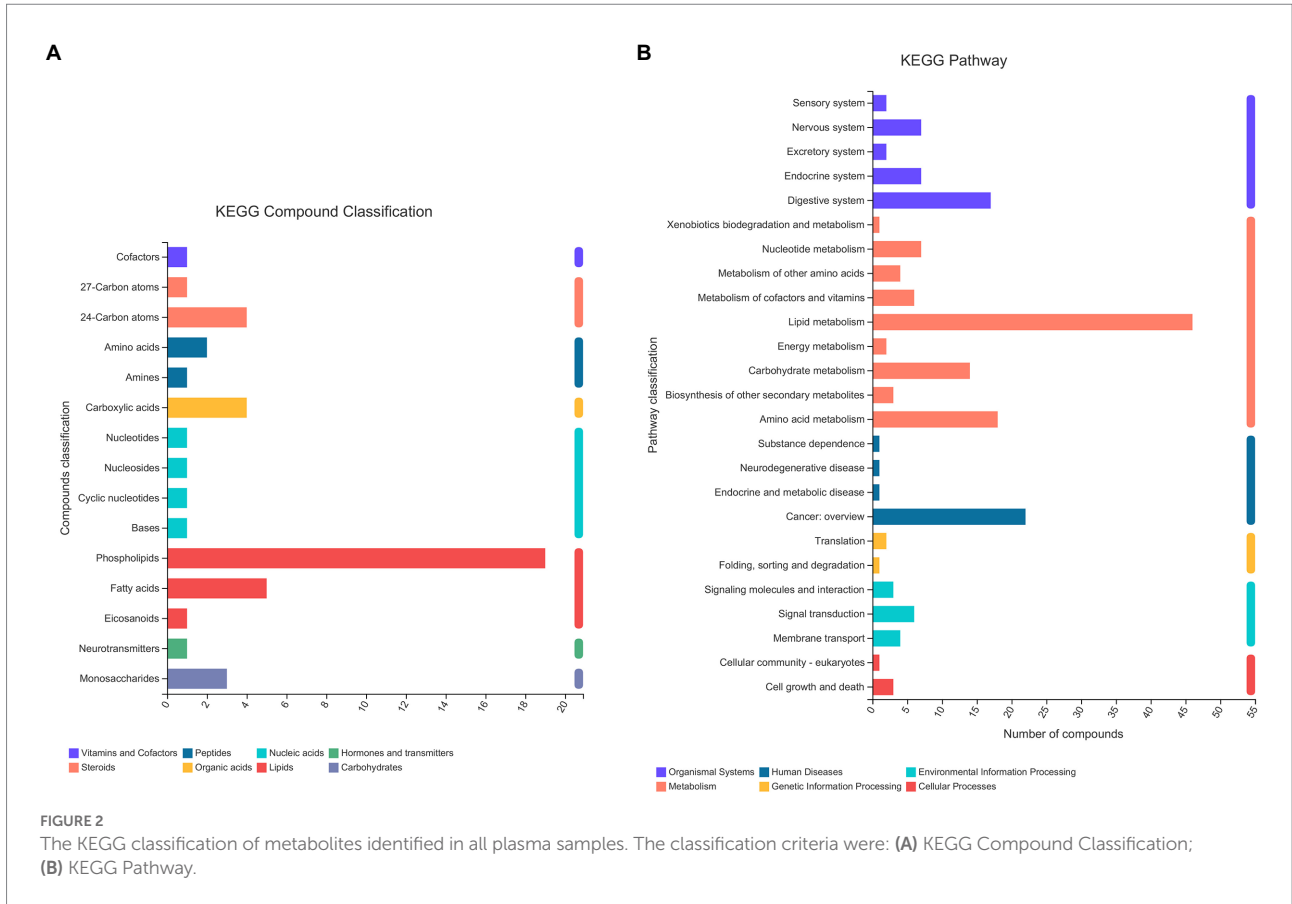 A
KEGG Compound Classification
Compounds classification
Cofactors
27-Carbon atoms
24-Carbon atoms
Amino acids
Amines
Carboxylic acids
Nucleotides
Nucleosides
Cyclic nucleotides
Bases
Phospholipids
Fatty acids
Eicosanoids
Neurotransmitters
Monosaccharides
0 2 4 6 8 10 12 14 16 18 20
Vitamins and Cofactors Peptides Nucleic acids Hormones and transmitters
Steroids Organic acids Lipids Carbohydrates
B
KEGG Pathway
Pathway classification
Sensory system
Nervous system
Excretory system
Endocrine system
Digestive system
Xenobiotics biodegradation and metabolism
Nucleotide metabolism
Metabolism of other amino acids
Metabolism of cofactors and vitamins
Lipid metabolism
Energy metabolism
Carbohydrate metabolism
Biosynthesis of other secondary metabolites
Amino acid metabolism
Substance dependence
Neurodegenerative disease
Endocrine and metabolic disease
Cancer: overview
Translation
Folding, sorting and degradation
Signaling molecules and interaction
Signal transduction
Membrane transport
Cellular community - eukaryotes
Cell growth and death
0 5 10 15 20 25 30 35 40 45 50 55
Number of compounds
Organismal Systems Human Diseases Environmental Information Processing
Metabolism Genetic Information Processing Cellular Processes
FIGURE 2
The KEGG classification of metabolites identified in all plasma samples. The classification criteria were: (A) KEGG Compound Classification;
(B) KEGG Pathway.